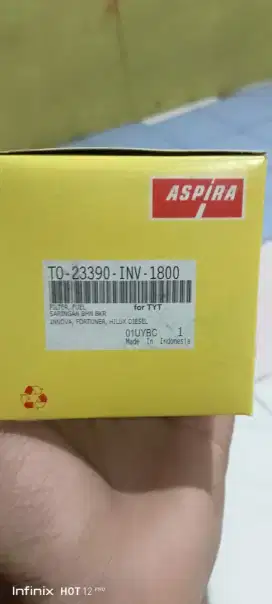 ASPIRA
TO-23390-INV-1800
FILTER, FUEL for TYT
SARINGAN BHN BKR
INNOVA, FORTUNER, HILUX DIESEL
01UYBC 1
Made In Indonesia
Infinix HOT 12 PRO